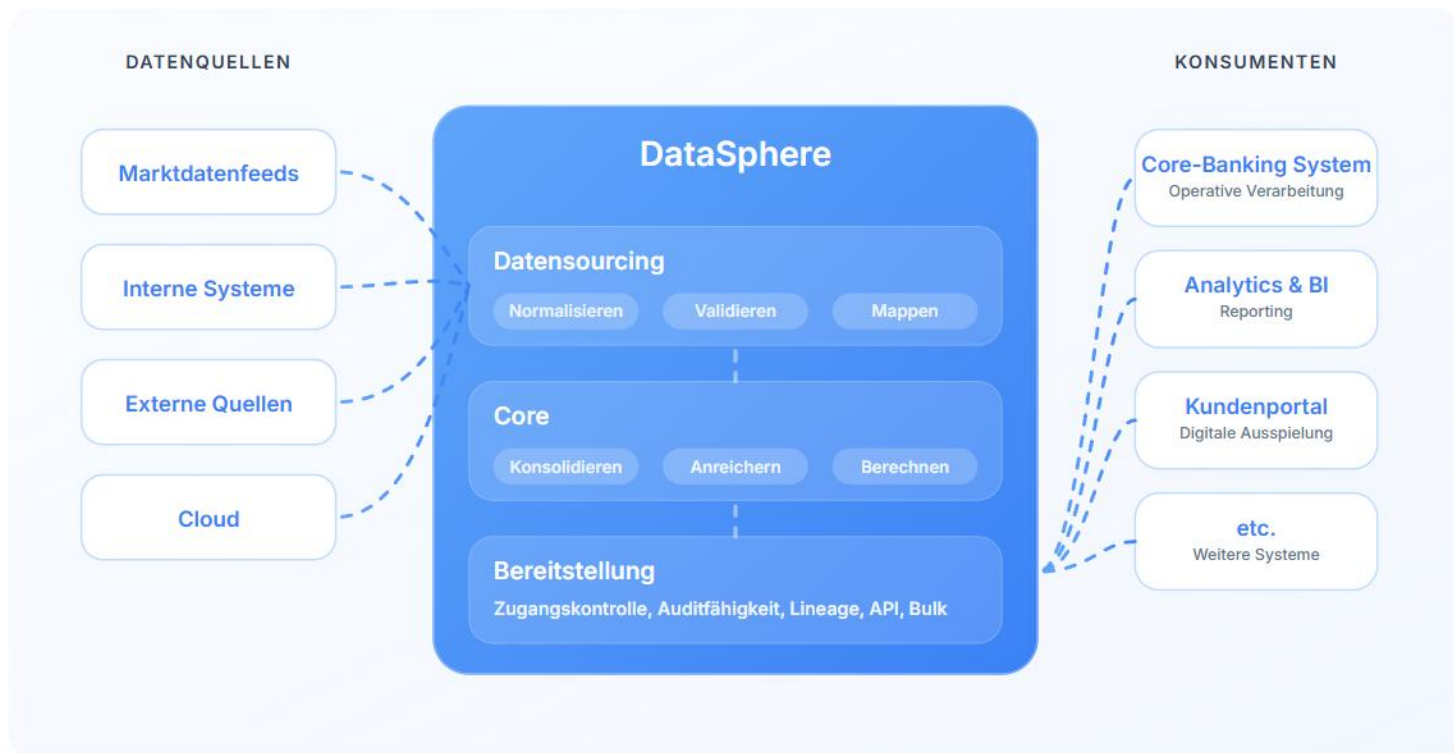 DATENQUELLEN
Marktdatenfeeds
Interne Systeme
Externe Quellen
Cloud
DataSphere
Datensourcing
Normalisieren
Validieren
Mappen
Core
Konsolidieren
Anreichern
Berechnen
Bereitstellung
Zugangskontrolle, Auditfähigkeit, Lineage, API, Bulk
KONSUMENTEN
Core-Banking System
Operative Verarbeitung
Analytics & BI
Reporting
Kundenportal
Digitale Ausspielung
etc.
Weitere Systeme